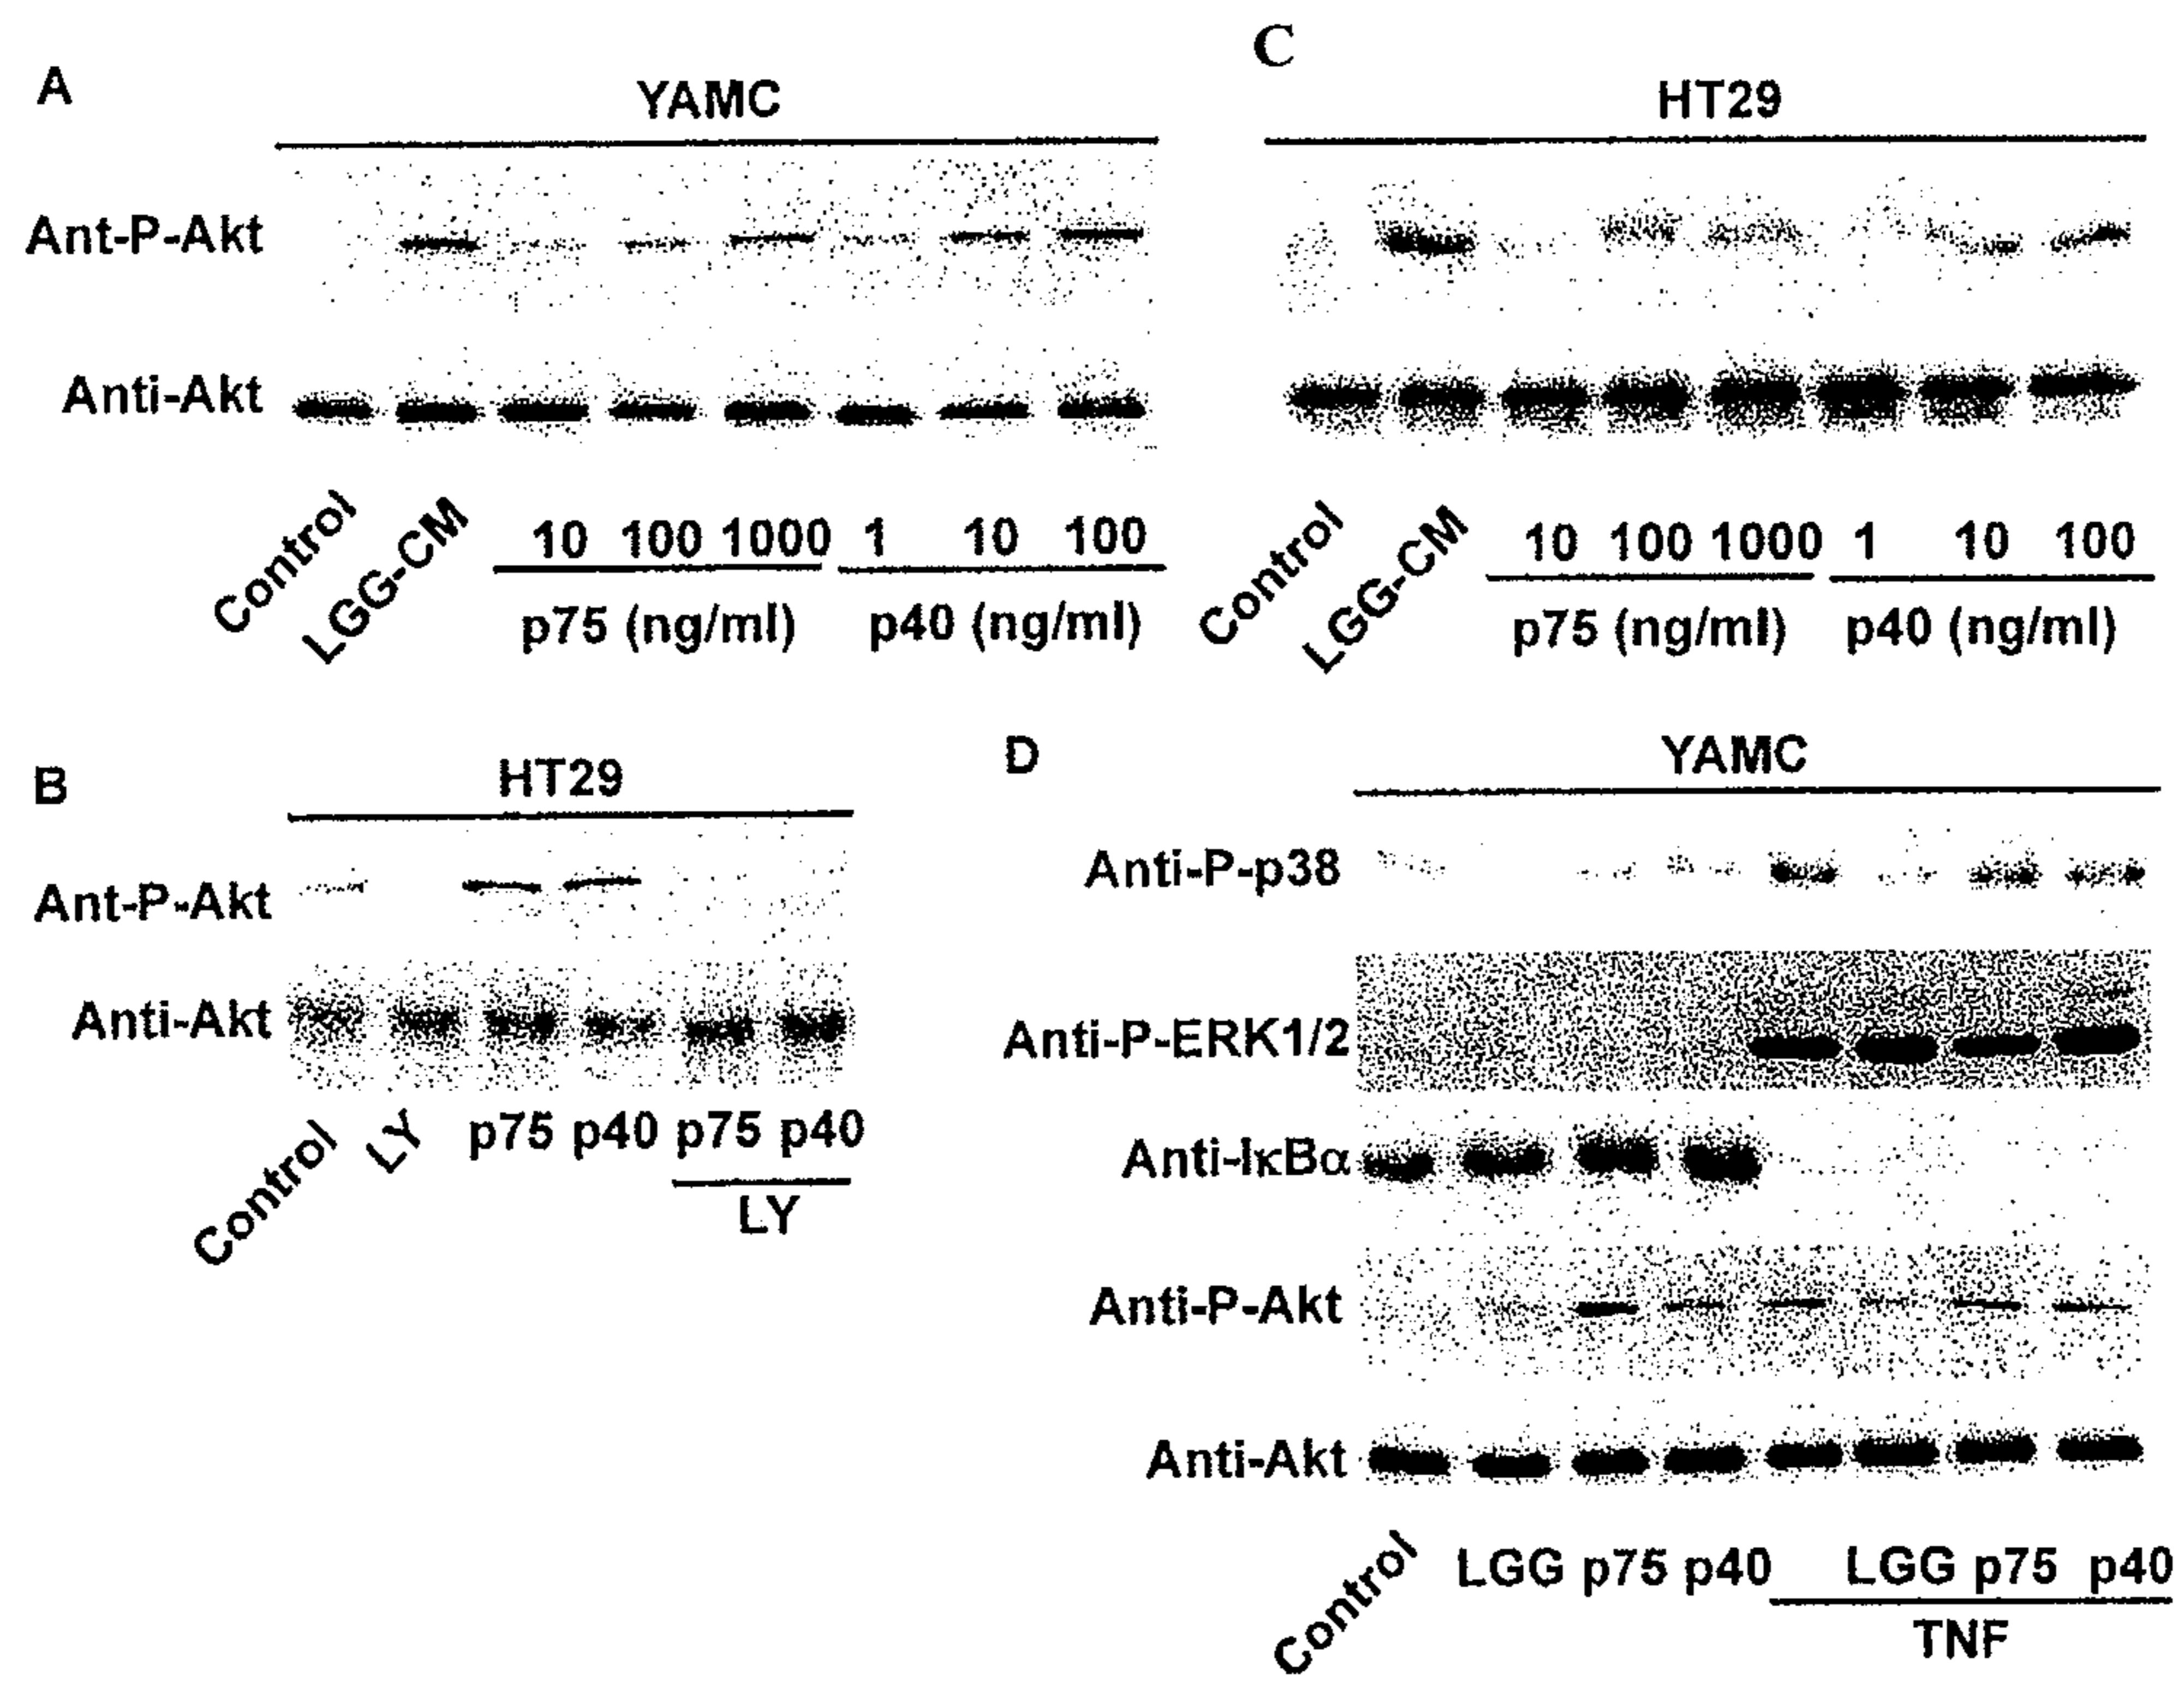 A
YAMC
Ant-P-Akt
Anti-Akt
Control
LGG-CM
10 100 1000 1 10 100
p75 (ng/ml) p40 (ng/ml)
C
HT29
Control
LGG-CM
10 100 1000 1 10 100
p75 (ng/ml) p40 (ng/ml)
B
HT29
Ant-P-Akt
Anti-Akt
Control
LY
p75 p40 p75 p40
LY
D
YAMC
Anti-P-p38
Anti-P-ERK1/2
Anti-IκBα
Anti-P-Akt
Anti-Akt
Control
LGG p75 p40 LGG p75 p40
TNF